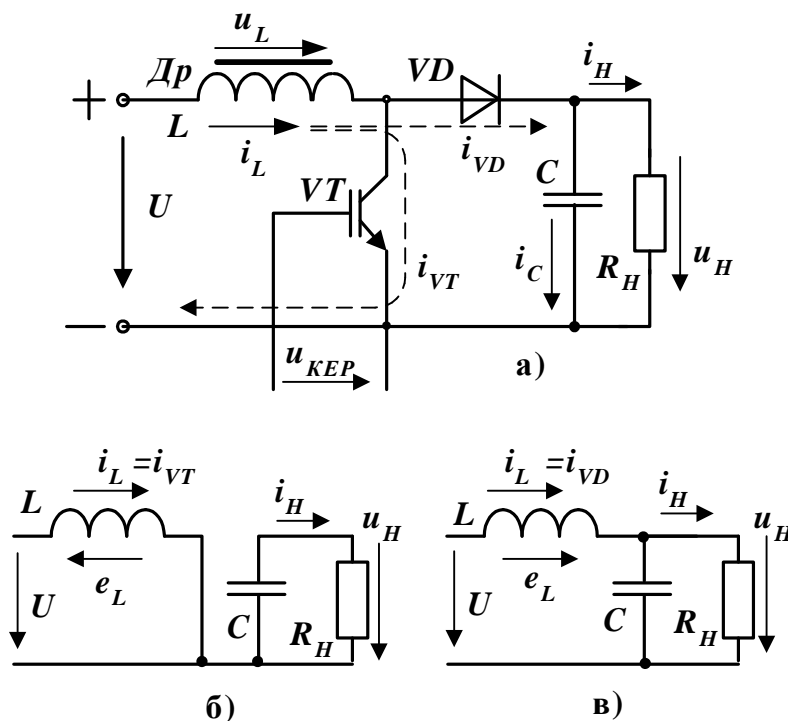 u_L
Др
VD
i_H
+
L
i_L
i_VD
C
U
VT
i_C
R_H
u_H
i_VT
−
u_КЕР
а)
i_L =i_VT
L
i_H
u_H
e_L
U
C
R_H
б)
i_L =i_VD
L
i_H
u_H
e_L
U
C
R_H
в)